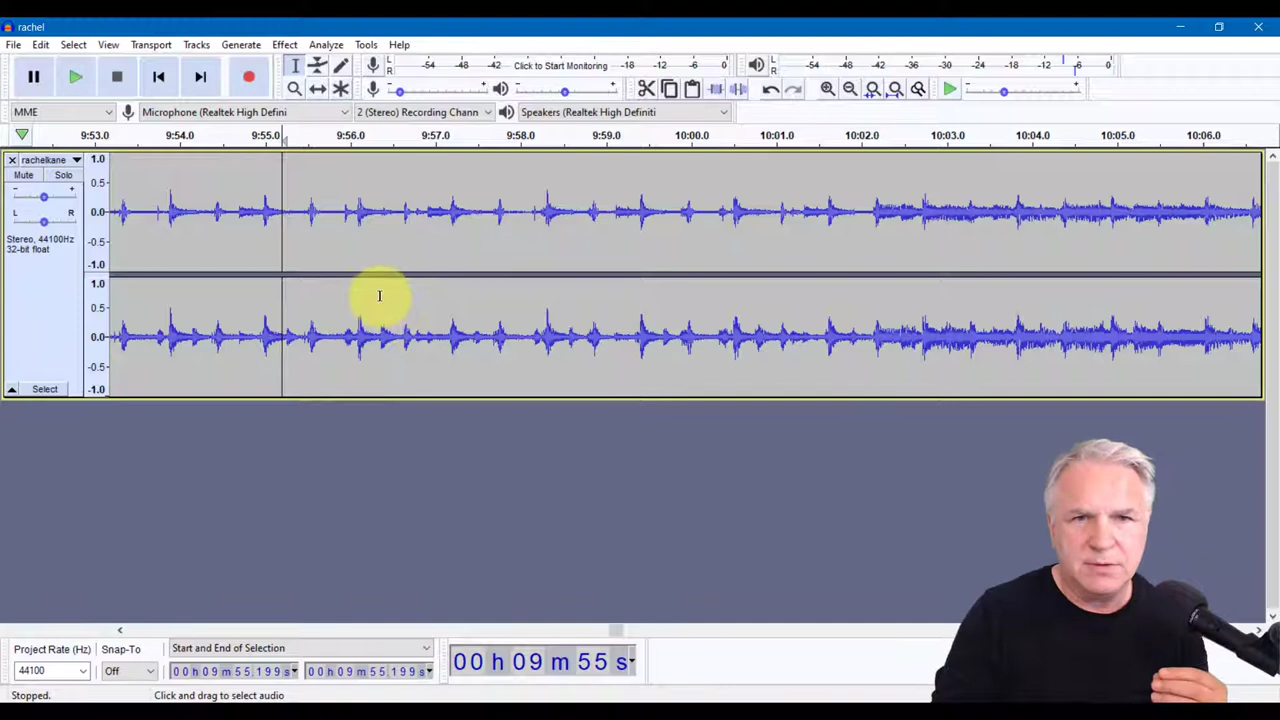 rachel
File Edit Select View Transport Tracks Generate Effect Analyze Tools Help
L R -54 -48 -42 Click to Start Monitoring -18 -12 -6 0 L R -54 -48 -42 -36 -30 -24 -18 -12 -6 0
- + - + - +
MME Microphone (Realtek High Defini 2 (Stereo) Recording Chann Speakers (Realtek High Definiti
9:53.0 9:54.0 9:55.0 9:56.0 9:57.0 9:58.0 9:59.0 10:00.0 10:01.0 10:02.0 10:03.0 10:04.0 10:05.0 10:06.0
rachelkane 1.0
Mute Solo 0.5
- + 0.0
L R -0.5
Stereo, 44100Hz -1.0
32-bit float
1.0
0.5
0.0
-0.5
Select -1.0
Project Rate (Hz) Snap-To Start and End of Selection
44100 Off 00 h 09 m 55.199 s 00 h 09 m 55.199 s 00 h 09 m 55 s
Stopped. Click and drag to select audio